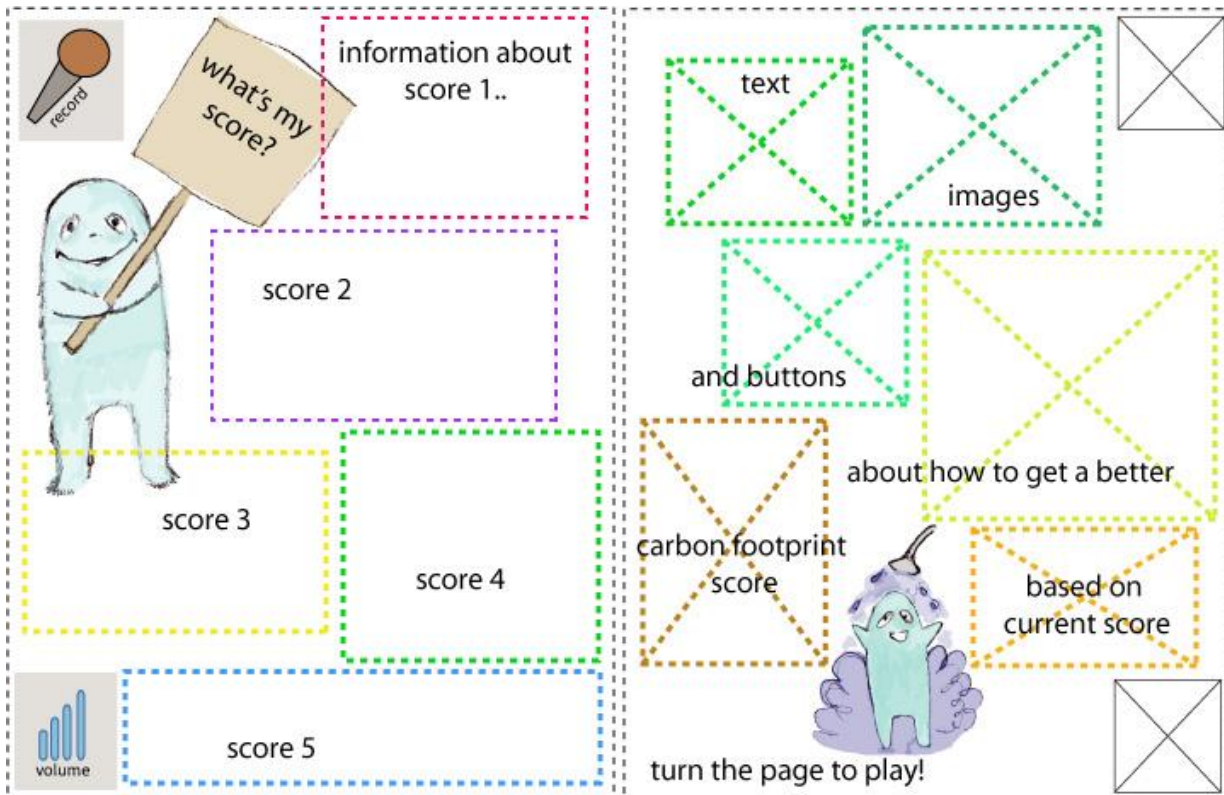 record
what's my
score?
information about
score 1..
score 2
score 3
score 4
volume
score 5
text
images
and buttons
about how to get a better
carbon footprint
score
based on
current score
turn the page to play!